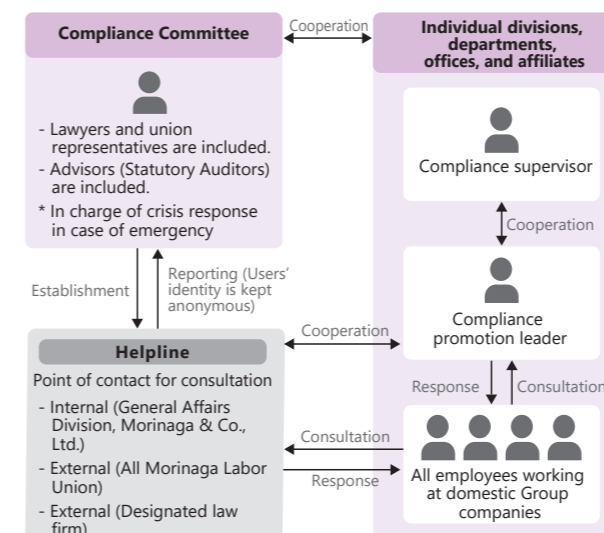 Compliance Committee
Cooperation
Individual divisions,
departments,
offices, and affiliates
- Lawyers and union
representatives are included.
- Advisors (Statutory Auditors)
are included.
* In charge of crisis response
in case of emergency
Compliance supervisor
Cooperation
Establishment
Reporting (Users'
identity is kept
anonymous)
Cooperation
Compliance
promotion leader
Helpline
Point of contact for consultation
- Internal (General Affairs
Division, Morinaga & Co.,
Ltd.)
- External (All Morinaga Labor
Union)
- External (Designated law
firm)
Response
Consultation
Consultation
Response
All employees working
at domestic Group
companies